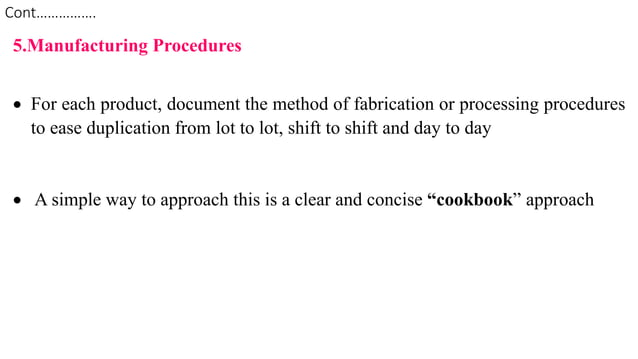 Cont…………….
5.Manufacturing Procedures
• For each product, document the method of fabrication or processing procedures
to ease duplication from lot to lot, shift to shift and day to day
• A simple way to approach this is a clear and concise “cookbook” approach